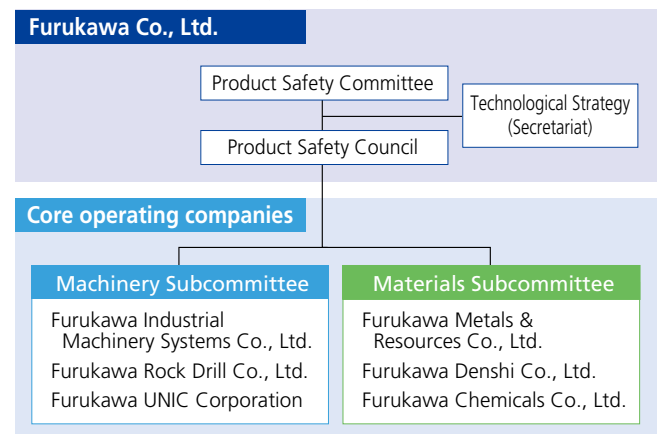 Furukawa Co., Ltd.
Product Safety Committee
Technological Strategy
(Secretariat)
Product Safety Council
Core operating companies
Machinery Subcommittee
Furukawa Industrial
Machinery Systems Co., Ltd.
Furukawa Rock Drill Co., Ltd.
Furukawa UNIC Corporation
Materials Subcommittee
Furukawa Metals &
Resources Co., Ltd.
Furukawa Denshi Co., Ltd.
Furukawa Chemicals Co., Ltd.